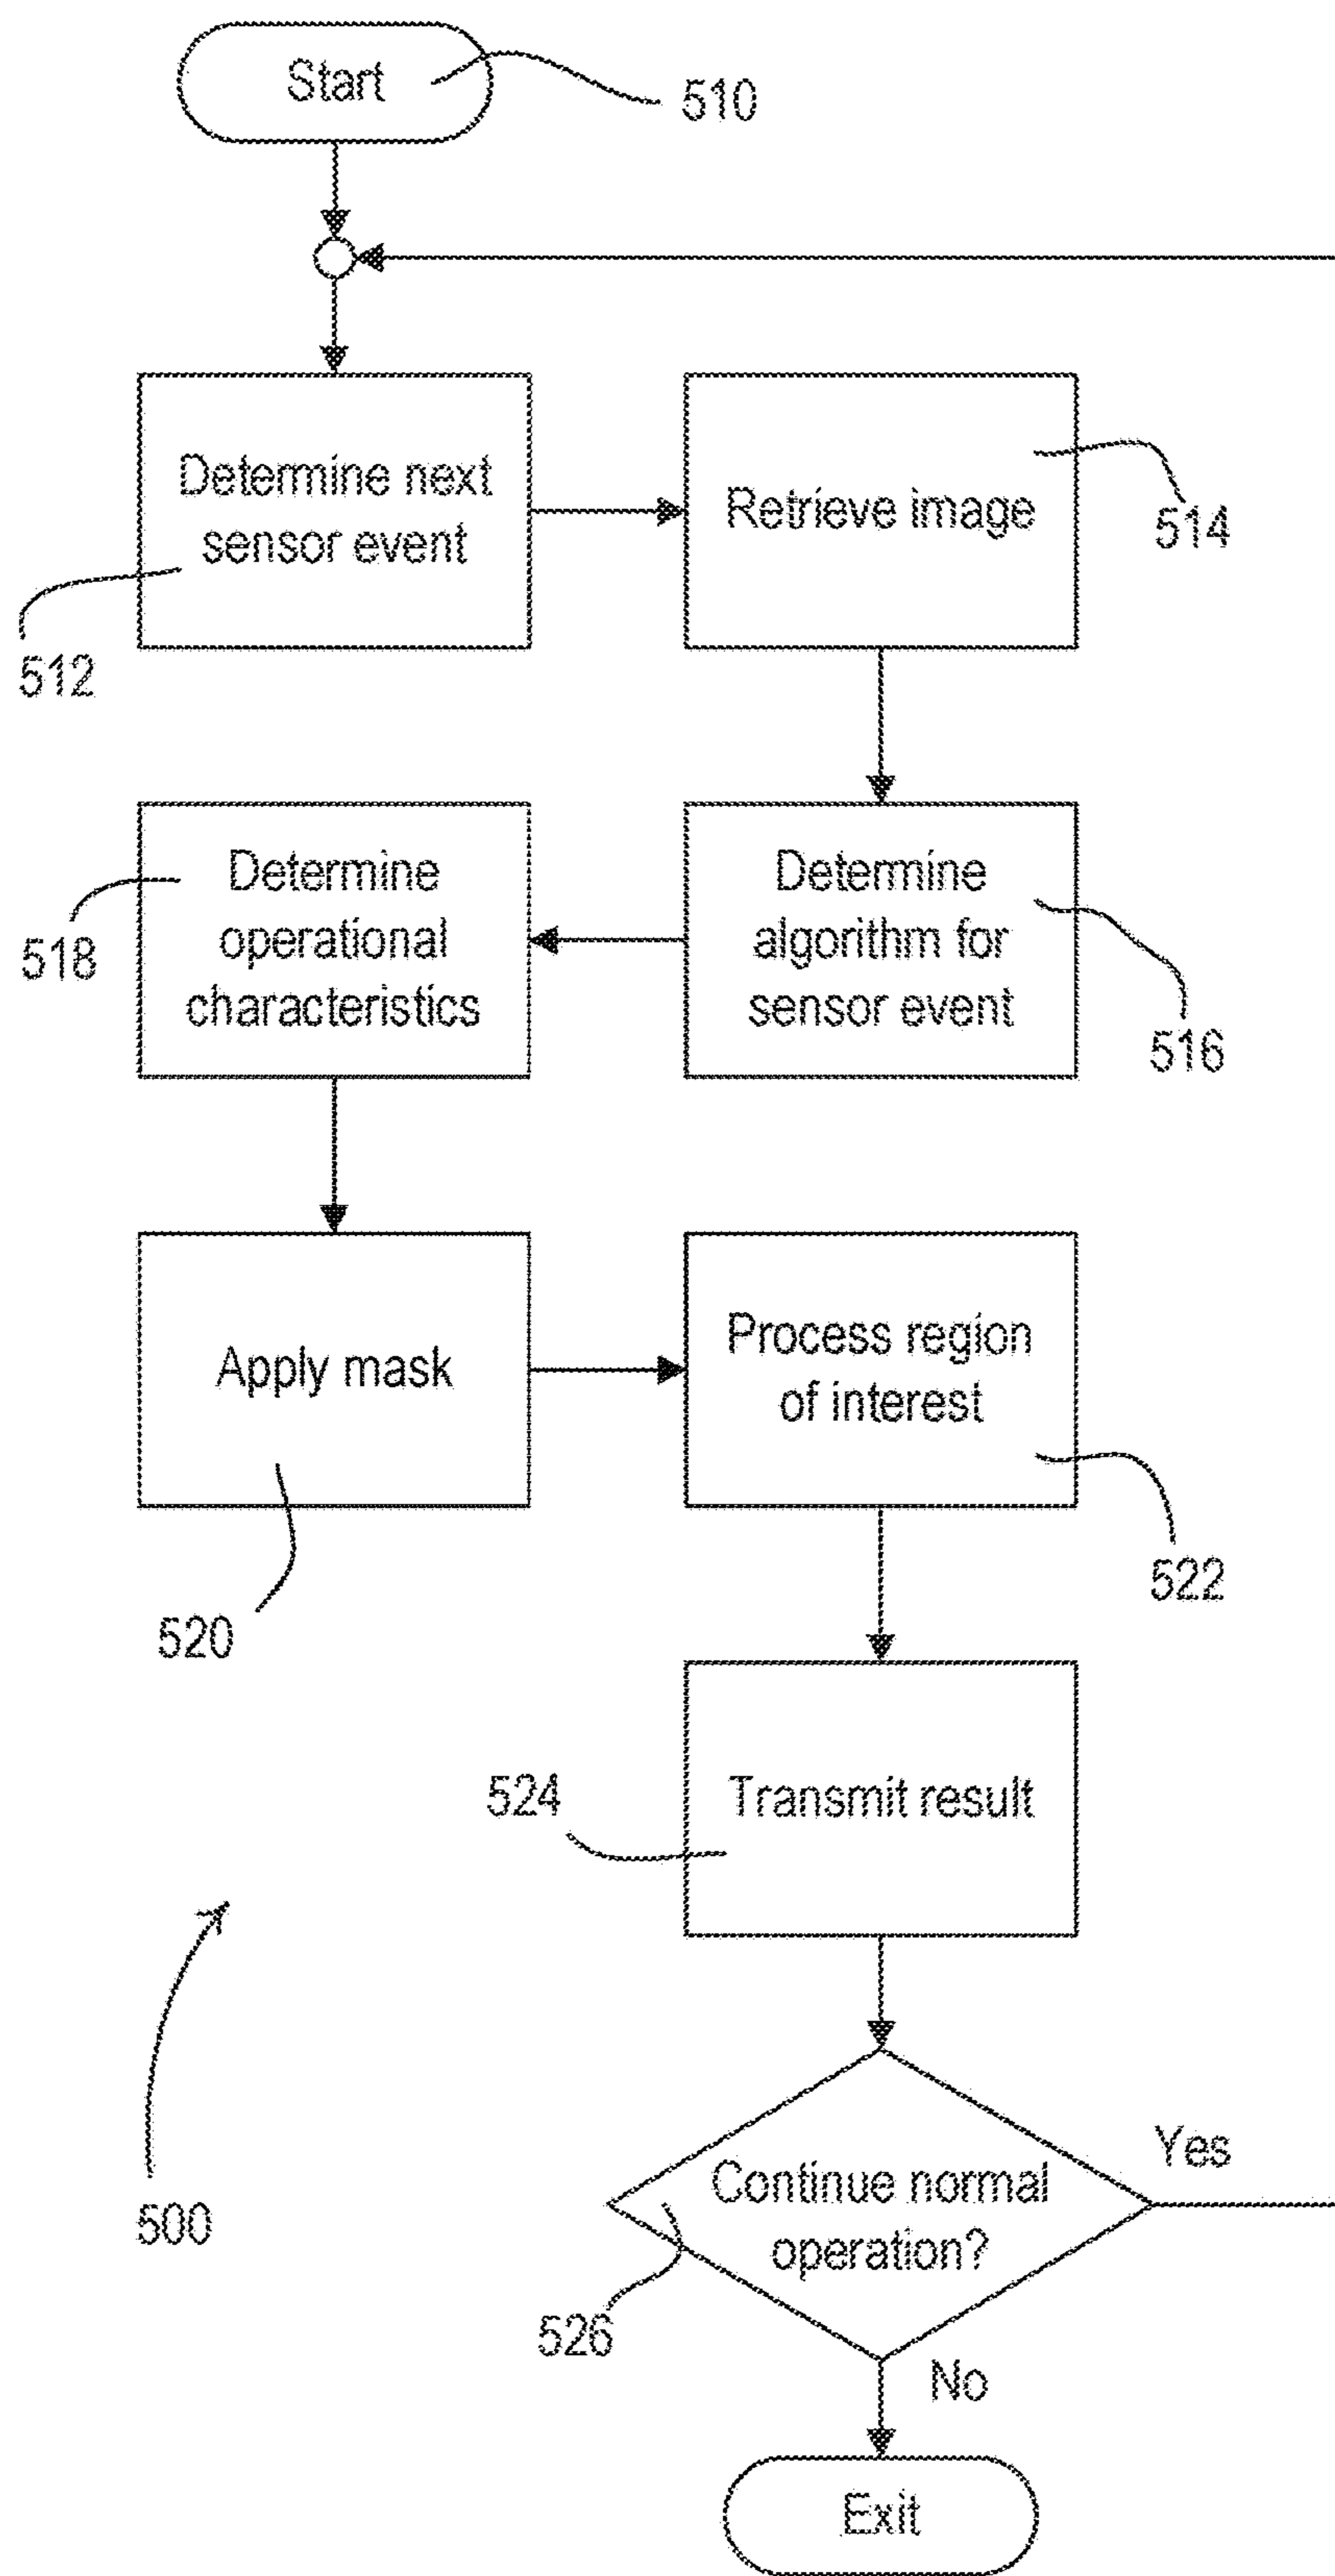 Start
510
Determine next
sensor event
512
Retrieve image
514
Determine
algorithm for
sensor event
516
Determine
operational
characteristics
518
Apply mask
520
Process region
of interest
522
Transmit result
524
500
Continue normal
operation?
526
Yes
No
Exit